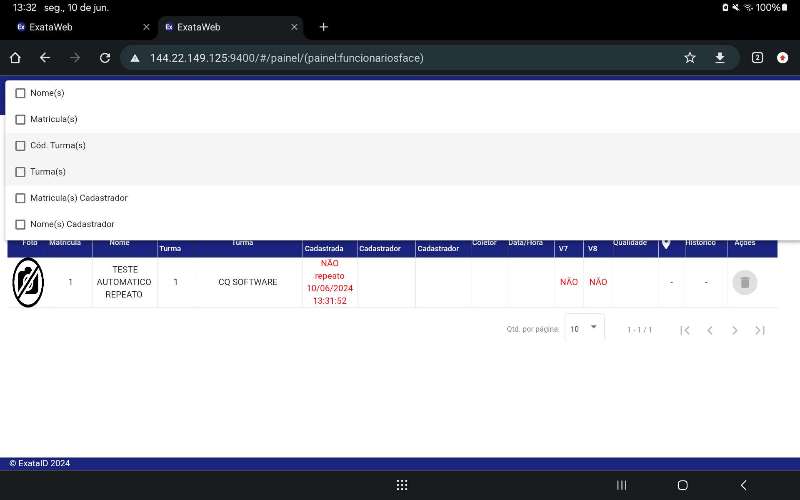 13:32 seg., 10 de jun. 100%
ExataWeb ExataWeb
144.22.149.125:9400/#/painel/(painel:funcionariosface) 2
Nome(s)
Matricula(s)
Cód. Turma(s)
Turma(s)
Matricula(s) Cadastrador
Nome(s) Cadastrador
Foto Matrícula Nome Turma Turma Cadastrada Cadastrador Cadastrador Coletor Data/Hora V7 V8 Qualidade Histórico Ações
1 TESTE AUTOMATICO REPEATO 1 CQ SOFTWARE NÃO repeato 10/06/2024 13:31:52 NÃO NÃO - -
Qtd. por página: 10 1 - 1 / 1
© ExataID 2024